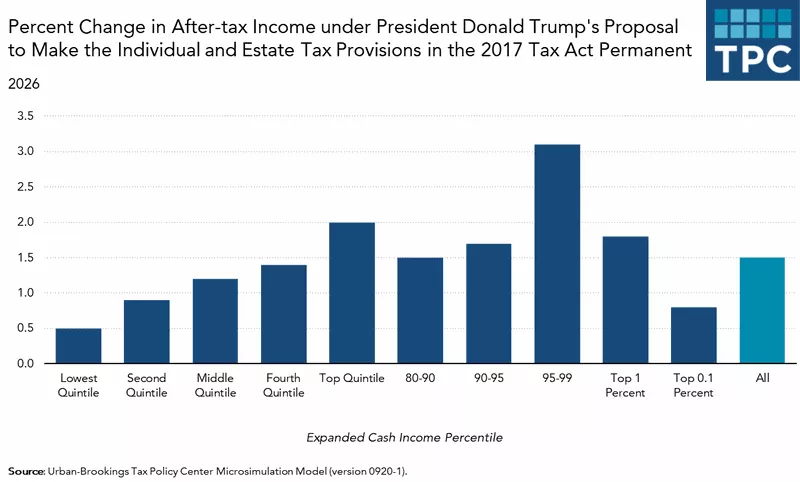 Percent Change in After-tax Income under President Donald Trump's Proposal
to Make the Individual and Estate Tax Provisions in the 2017 Tax Act Permanent
TPC
2026
3.5
3.0
2.5
2.0
1.5
1.0
0.5
0.0
Lowest
Quintile
Second
Quintile
Middle
Quintile
Fourth
Quintile
Top Quintile
80-90
90-95
95-99
Top 1
Percent
Top 0.1
Percent
All
Expanded Cash Income Percentile
Source: Urban-Brookings Tax Policy Center Microsimulation Model (version 0920-1).